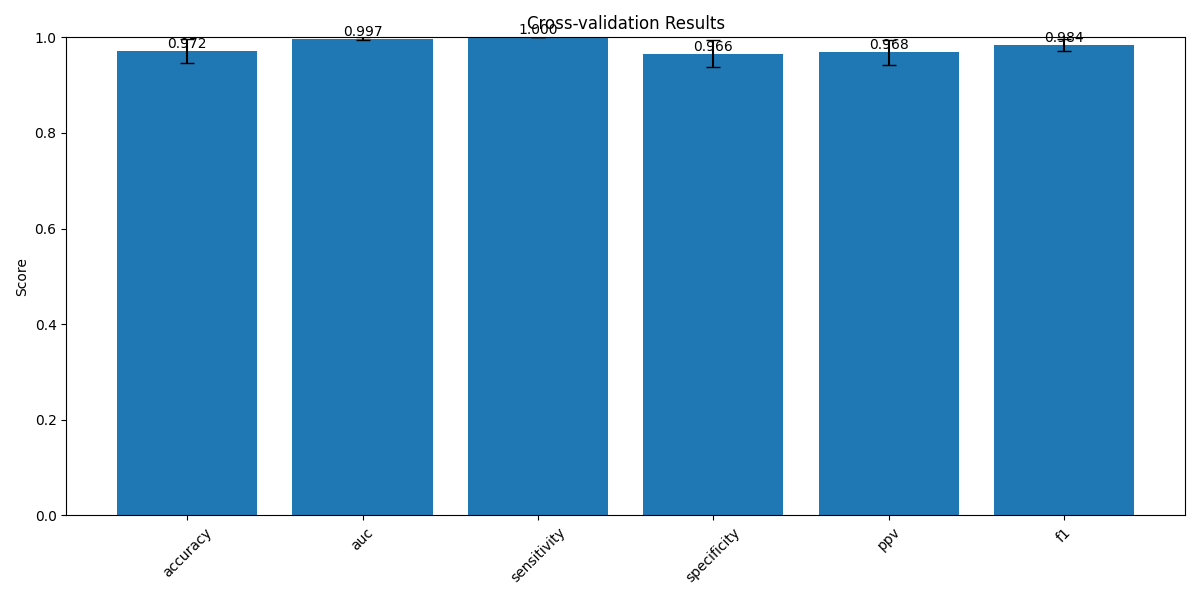 Cross-validation Results
0.972
0.997
1.000
0.966
0.968
0.984
1.0
0.8
0.6
0.4
0.2
0.0
Score
accuracy
auc
sensitivity
specificity
ppv
f1